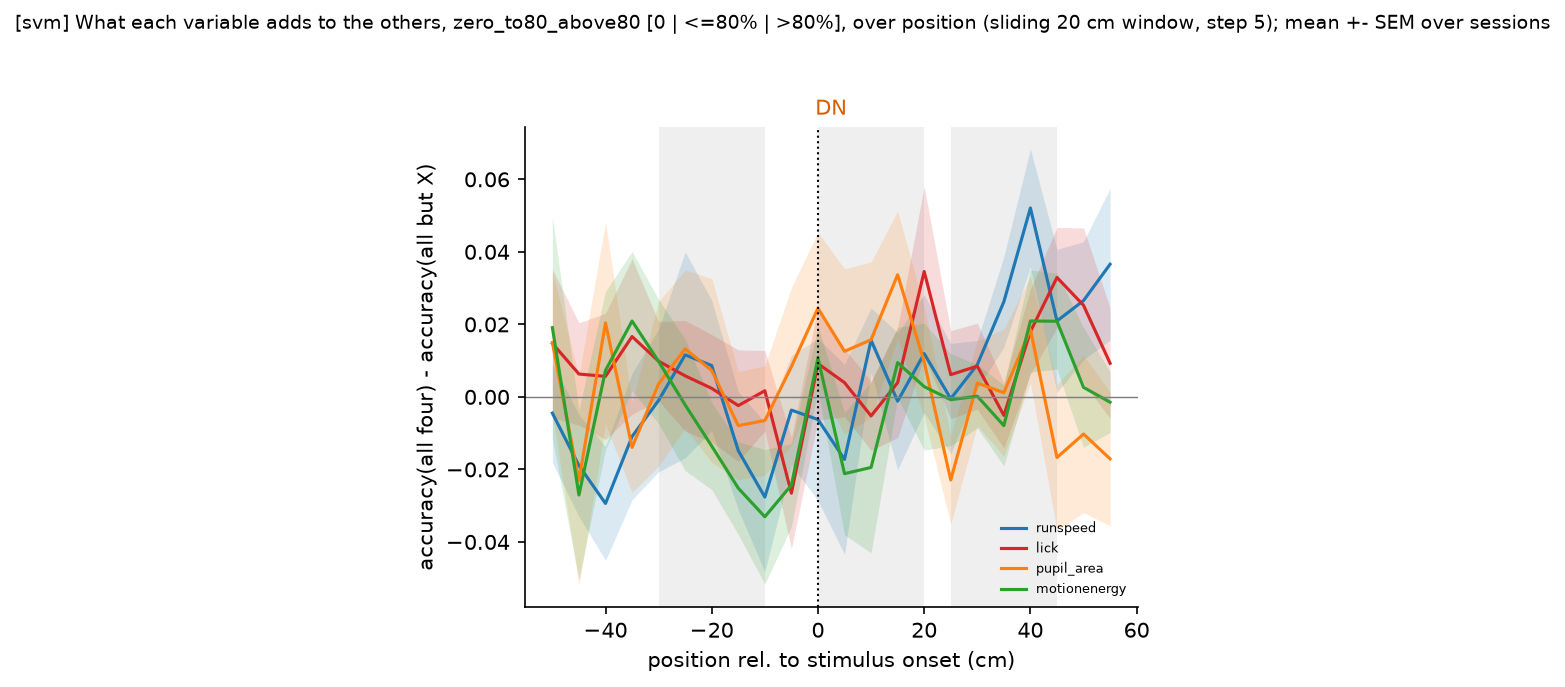 [svm] What each variable adds to the others, zero_to80_above80 [0 | <=80% | >80%], over position (sliding 20 cm window, step 5); mean +- SEM over sessions
DN
accuracy(all four) - accuracy(all but X)
0.06
0.04
0.02
0.00
−0.02
−0.04
runspeed
lick
pupil_area
motionenergy
−40
−20
0
20
40
60
position rel. to stimulus onset (cm)